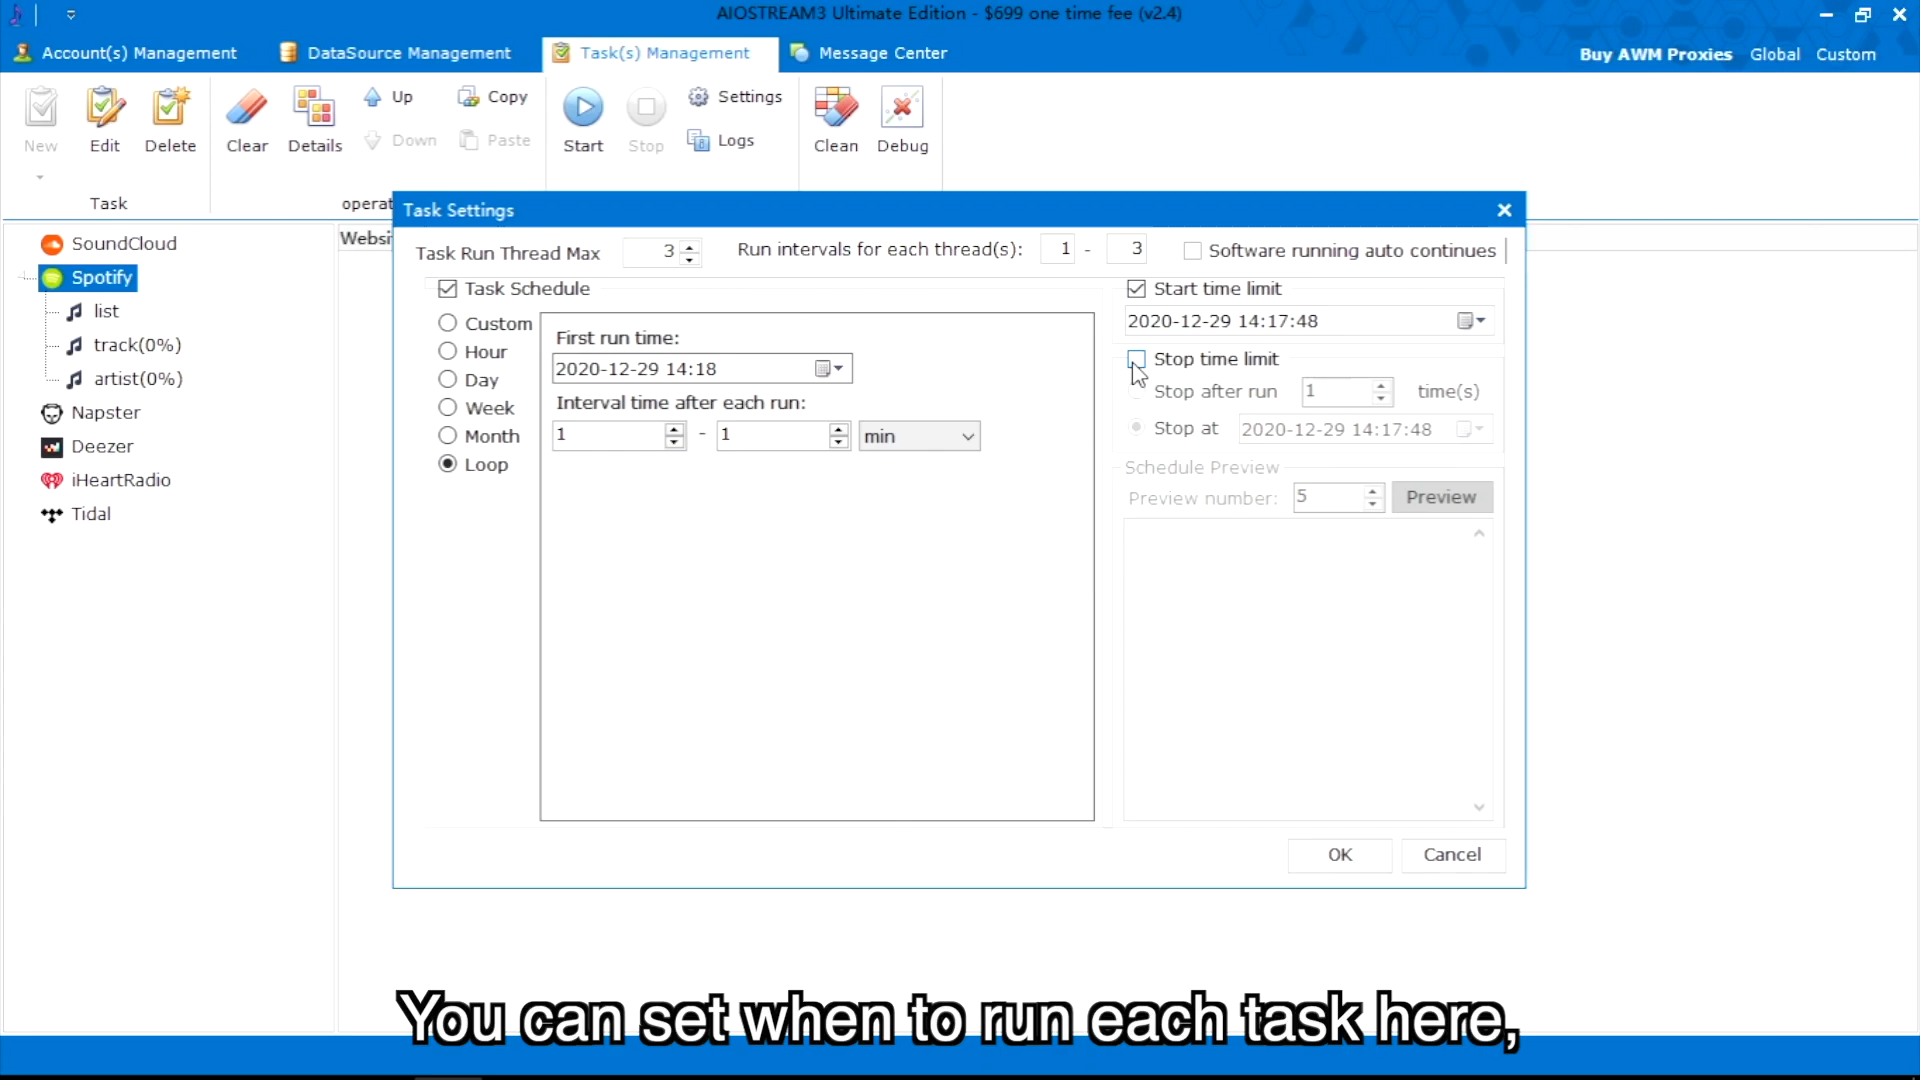 AIOSTREAM3 Ultimate Edition - $699 one time fee (v2.4)
Account(s) Management DataSource Management Task(s) Management Message Center Buy AWM Proxies Global Custom
New Edit Delete Clear Details Up Down Copy Paste Start Stop Settings Logs Clean Debug
Task operat
Task Settings
SoundCloud
Spotify
list
track(0%)
artist(0%)
Napster
Deezer
iHeartRadio
Tidal
Websi
Task Run Thread Max 3 Run intervals for each thread(s): 1 - 3 Software running auto continues
Task Schedule
Custom
Hour
Day
Week
Month
Loop
First run time:
2020-12-29 14:18
Interval time after each run:
1 - 1 min
Start time limit
2020-12-29 14:17:48
Stop time limit
Stop after run 1 time(s)
Stop at 2020-12-29 14:17:48
Schedule Preview
Preview number: 5 Preview
OK Cancel
You can set when to run each task here,